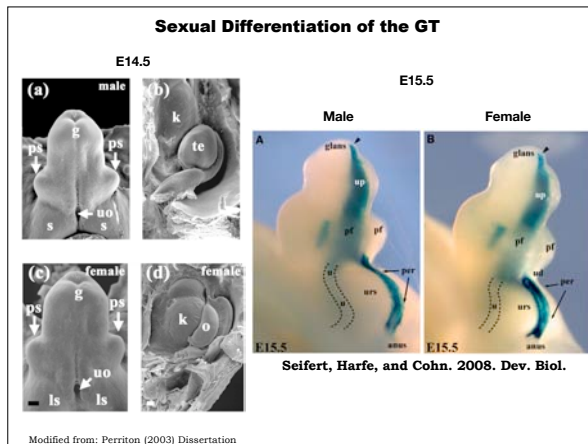 Sexual Differentiation of the GT
E14.5
(a)
male
g
ps
ps
uo
s
s
(b)
k
te
(c)
female
g
ps
ps
uo
ls
ls
(d)
female
k
o
Modified from: Perriton (2003) Dissertation
E15.5
Male
Female
A
glans
up
pf
pf
u
u
per
urs
anus
E15.5
B
glans
up
pf
pf
ud
per
u
urs
anus
E15.5
Seifert, Harfe, and Cohn. 2008. Dev. Biol.